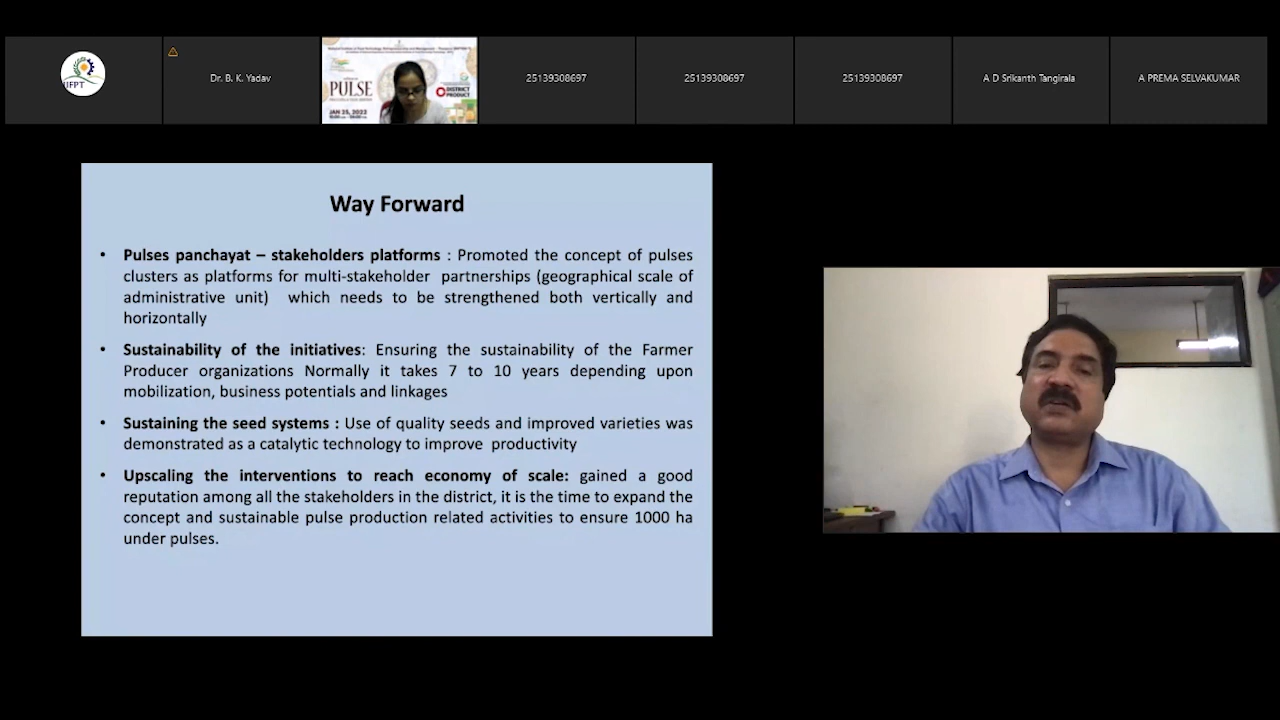 IIFPT
Dr. B. K. Yadav
PULSE
JAN 25, 2022
DISTRICT
PRODUCT
25139308697
25139308697
25139308697
A D Srikanth Tangirala
A PREMA SELVAKUMAR
Way Forward
• Pulses panchayat – stakeholders platforms : Promoted the concept of pulses
clusters as platforms for multi-stakeholder partnerships (geographical scale of
administrative unit) which needs to be strengthened both vertically and
horizontally
• Sustainability of the initiatives: Ensuring the sustainability of the Farmer
Producer organizations Normally it takes 7 to 10 years depending upon
mobilization, business potentials and linkages
• Sustaining the seed systems : Use of quality seeds and improved varieties was
demonstrated as a catalytic technology to improve productivity
• Upscaling the interventions to reach economy of scale: gained a good
reputation among all the stakeholders in the district, it is the time to expand the
concept and sustainable pulse production related activities to ensure 1000 ha
under pulses.